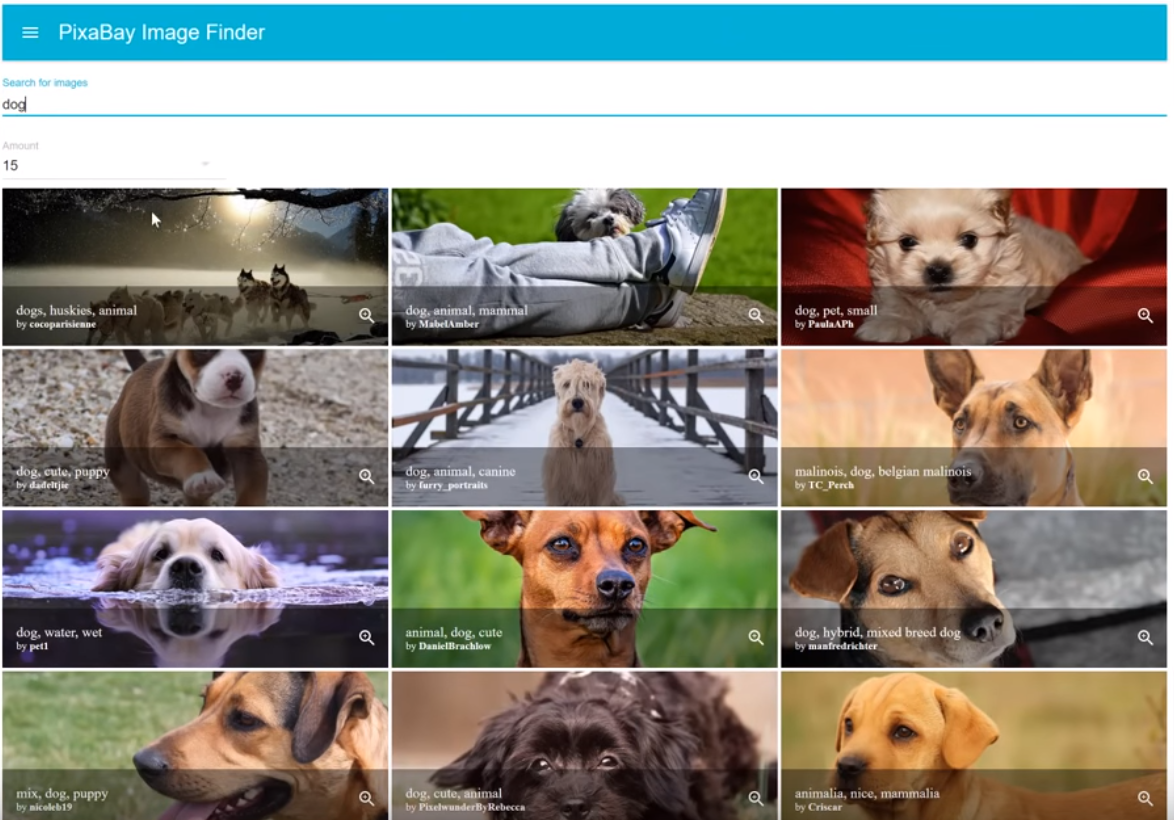 PixaBay Image Finder
Search for images
dog
Amount
15
dogs, huskies, animal
by cocoparisienne
dog, animal, mammal
by MabelAmber
dog, pet, small
by PaulaAPh
dog, cute, puppy
by dadeltjie
dog, animal, canine
by furry_portraits
malinois, dog, belgian malinois
by TC_Perch
dog, water, wet
by pet1
animal, dog, cute
by DanielBrachlow
dog, hybrid, mixed breed dog
by manfredrichter
mix, dog, puppy
by nicoleb19
dog, cute, animal
by PixelwunderByRebecca
animalia, nice, mammalia
by Criscar